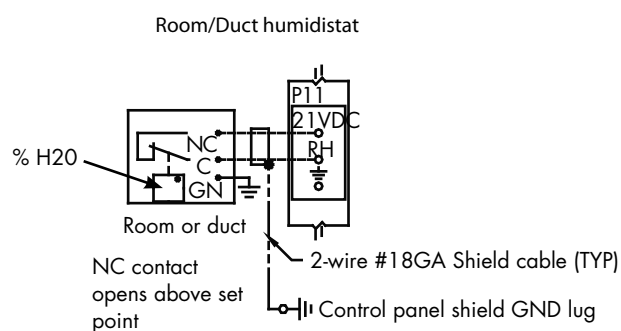 Room/Duct humidistat
P11
21VDC
NC
RH
% H20
C
GN
Room or duct
2-wire #18GA Shield cable (TYP)
NC contact
opens above set
point
Control panel shield GND lug